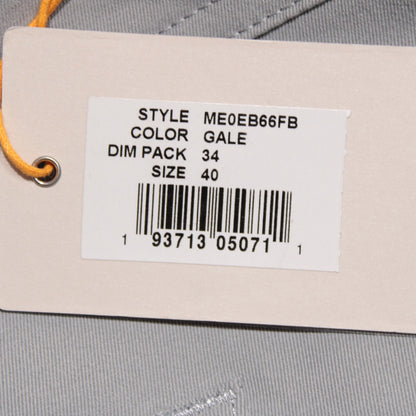 STYLE ME0EB66FB
COLOR GALE
DIM PACK 34
SIZE 40
1 93713 05071 1